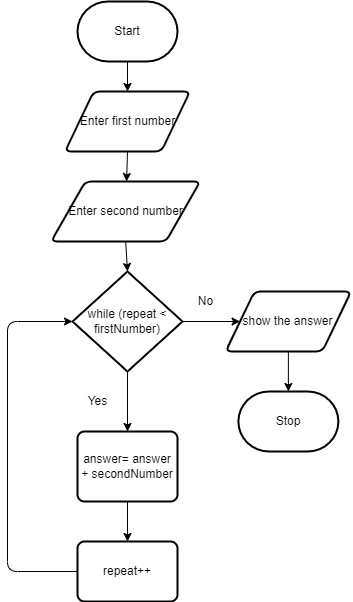 Start
Enter first number
Enter second number
while (repeat <
firstNumber)
No
show the answer
Yes
Stop
answer= answer
+ secondNumber
repeat++